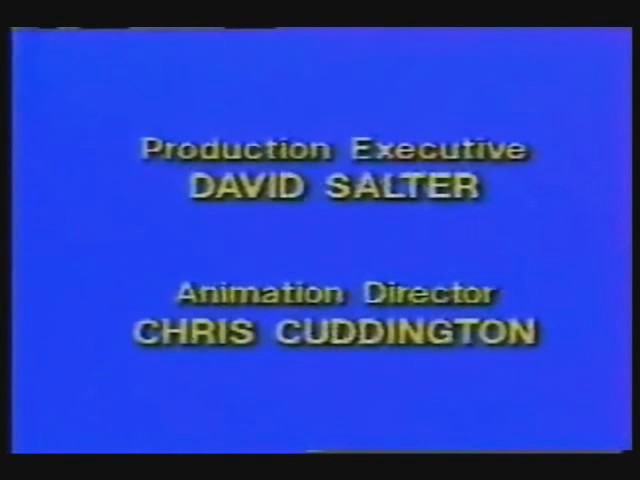 Production Executive
DAVID SALTER
Animation Director
CHRIS CUDDINGTON